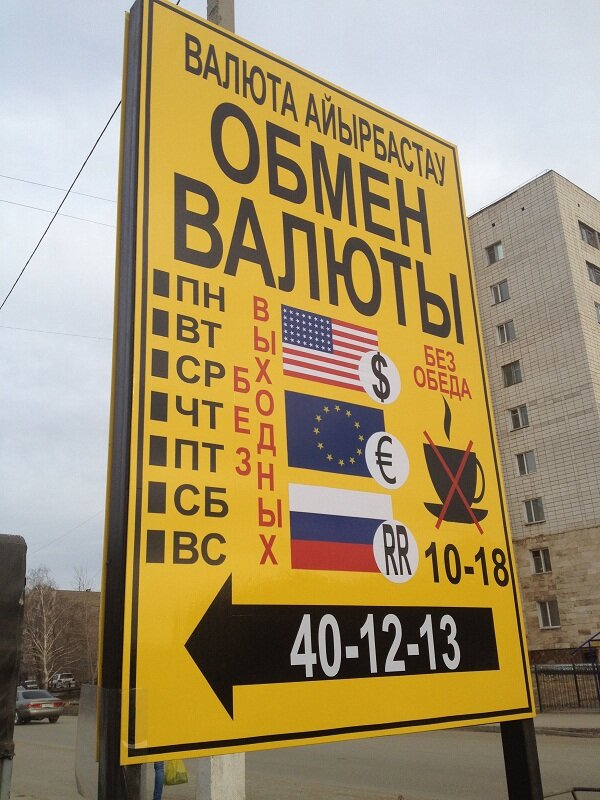 ВАЛЮТА АЙЫРБАСТАУ
ОБМЕН
ВАЛЮТЫ
ПН
ВТ
СР
ЧТ
ПТ
СБ
ВС
БЕЗ
ВЫХОДНЫХ
$
€
RR
БЕЗ
ОБЕДА
10-18
40-12-13